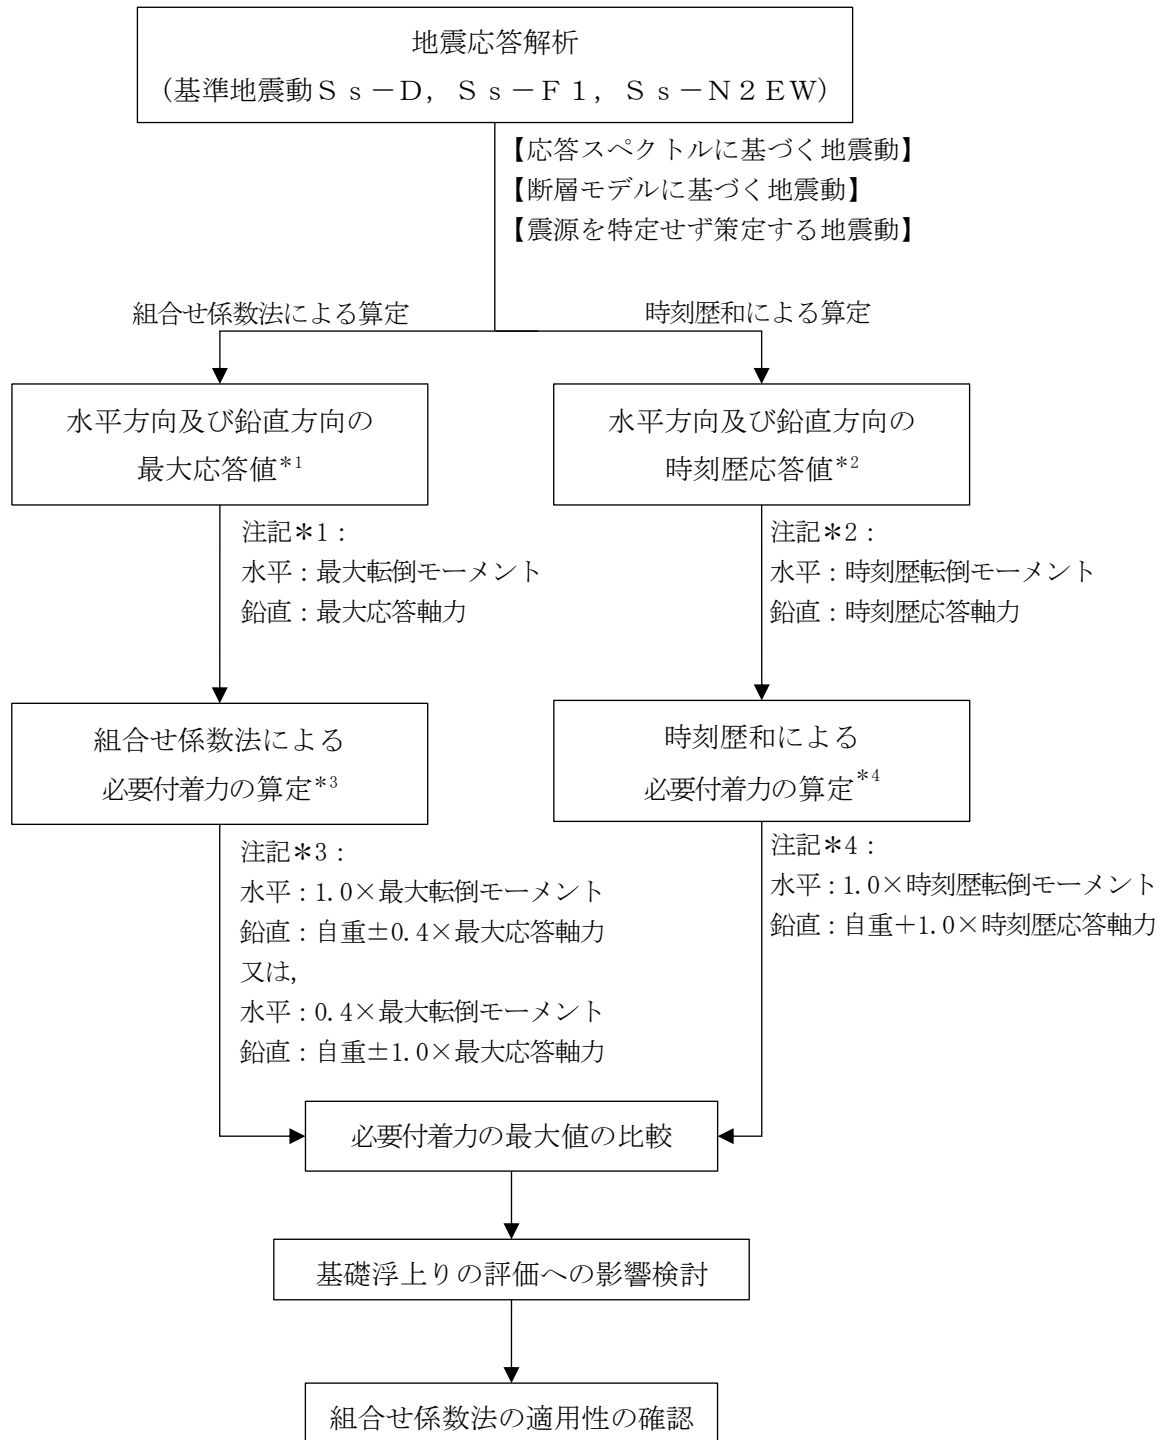 地震応答解析
（基準地震動Ｓｓ－Ｄ，Ｓｓ－Ｆ１，Ｓｓ－Ｎ２ＥＷ）
【応答スペクトルに基づく地震動】
【断層モデルに基づく地震動】
【震源を特定せず策定する地震動】
組合せ係数法による算定
時刻歴和による算定
水平方向及び鉛直方向の
最大応答値*1
水平方向及び鉛直方向の
時刻歴応答値*2
注記＊1：
水平：最大転倒モーメント
鉛直：最大応答軸力
注記＊2：
水平：時刻歴転倒モーメント
鉛直：時刻歴応答軸力
組合せ係数法による
必要付着力の算定*3
時刻歴和による
必要付着力の算定*4
注記＊3：
水平：1.0×最大転倒モーメント
鉛直：自重±0.4×最大応答軸力
又は，
水平：0.4×最大転倒モーメント
鉛直：自重±1.0×最大応答軸力
注記＊4：
水平：1.0×時刻歴転倒モーメント
鉛直：自重＋1.0×時刻歴応答軸力
必要付着力の最大値の比較
基礎浮上りの評価への影響検討
組合せ係数法の適用性の確認